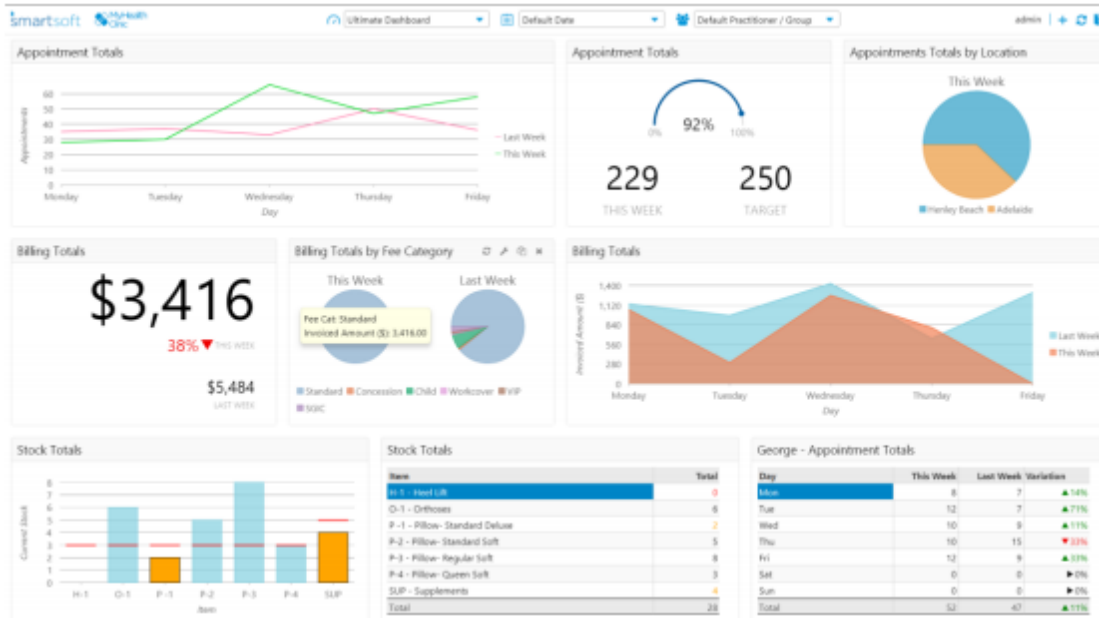 smartsoft MyHealth Clinic Ultimate Dashboard Default Date Default Practitioner / Group admin
Appointment Totals
60
50
40
30
20
10
0
Appointments
Monday Tuesday Wednesday Thursday Friday
Day
Last Week
This Week
Appointment Totals
0% 92% 100%
229 250
THIS WEEK TARGET
Appointments Totals by Location
This Week
Henley Beach Adelaide
Billing Totals
$3,416
38% THIS WEEK
$5,484
LAST WEEK
Billing Totals by Fee Category
This Week Last Week
Fee Cat: Standard
Invoiced Amount ($): 3,416.00
Standard Concession Child Workcover VIP
SGIC
Billing Totals
1,400
1,120
840
560
280
0
Invoiced Amount ($)
Monday Tuesday Wednesday Thursday Friday
Day
Last Week
This Week
Stock Totals
8
7
6
5
4
3
2
1
0
Current Stock
H-1 O-1 P -1 P-2 P-3 P-4 SUP
Item
Stock Totals
Item Total
H-1 - Heel Lift 0
O-1 - Orthoses 6
P -1 - Pillow- Standard Deluxe 2
P-2 - Pillow- Standard Soft 5
P-3 - Pillow- Regular Soft 8
P-4 - Pillow- Queen Soft 3
SUP - Supplements 4
Total 28
George - Appointment Totals
Day This Week Last Week Variation
Mon 8 7 ▲14%
Tue 12 7 ▲71%
Wed 10 9 ▲11%
Thu 10 15 ▼33%
Fri 12 9 ▲33%
Sat 0 0 ▶0%
Sun 0 0 ▶0%
Total 52 47 ▲11%